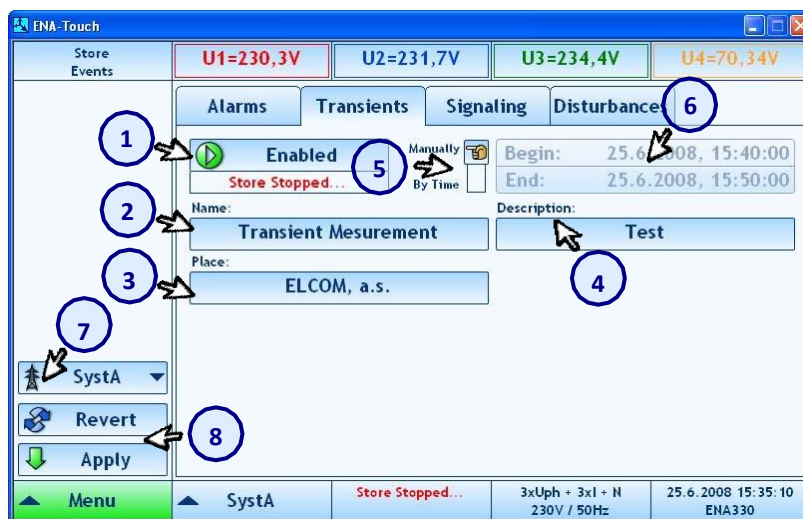 ENA-Touch
Store
Events
U1=230,3V
U2=231,7V
U3=234,4V
U4=70,34V
Alarms
Transients
Signaling
Disturbances
6
1
Enabled
Store Stopped...
5
Manually
By Time
Begin: 25.6.2008, 15:40:00
End: 25.6.2008, 15:50:00
2
Name:
Transient Mesurement
Description:
Test
3
Place:
ELCOM, a.s.
4
7
SystA
Revert
8
Apply
Menu
SystA
Store Stopped...
3xUph + 3xI + N
230V / 50Hz
25.6.2008 15:35:10
ENA330